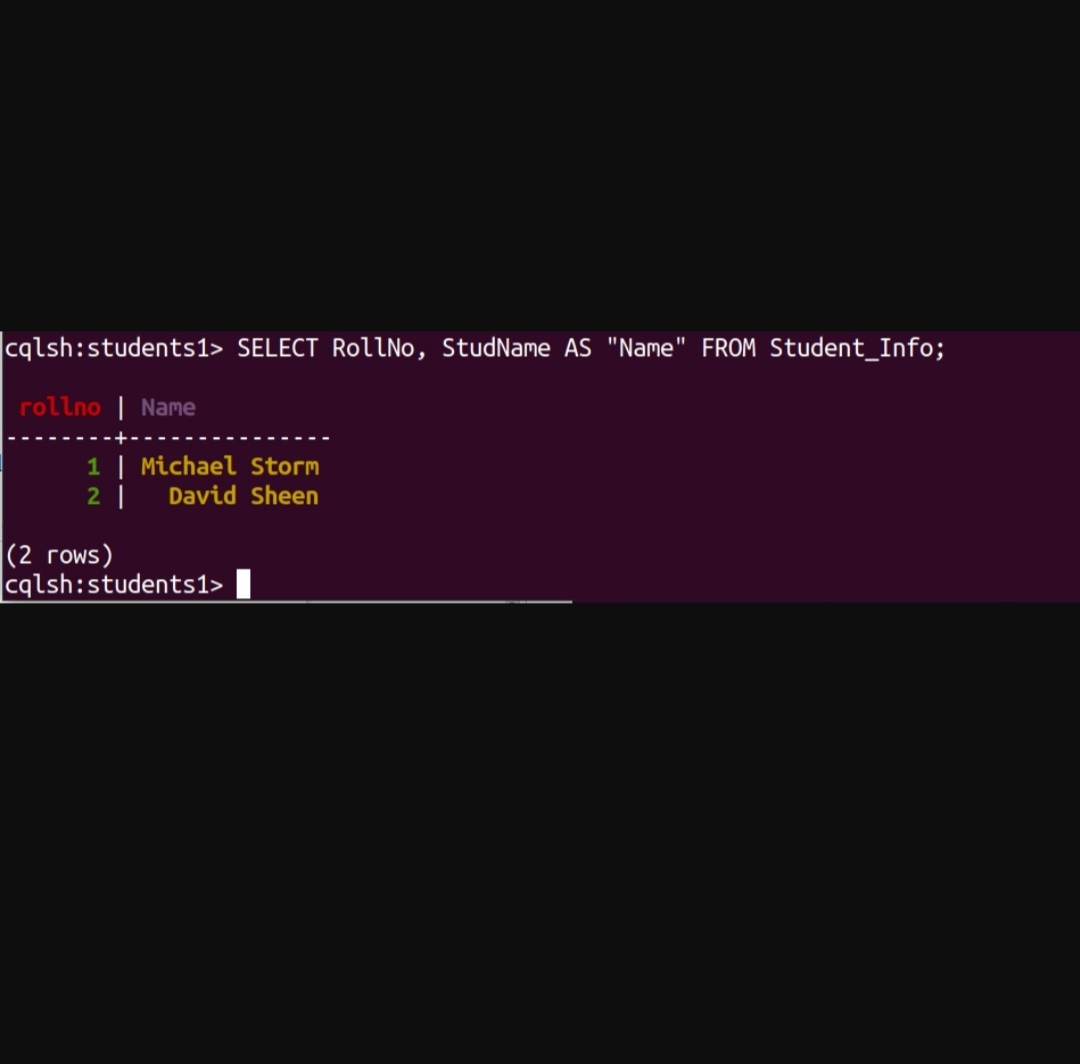 cqlsh:students1> SELECT RollNo, StudName AS "Name" FROM Student_Info;
rollno | Name
--------+---------------
1 | Michael Storm
2 | David Sheen
(2 rows)
cqlsh:students1>